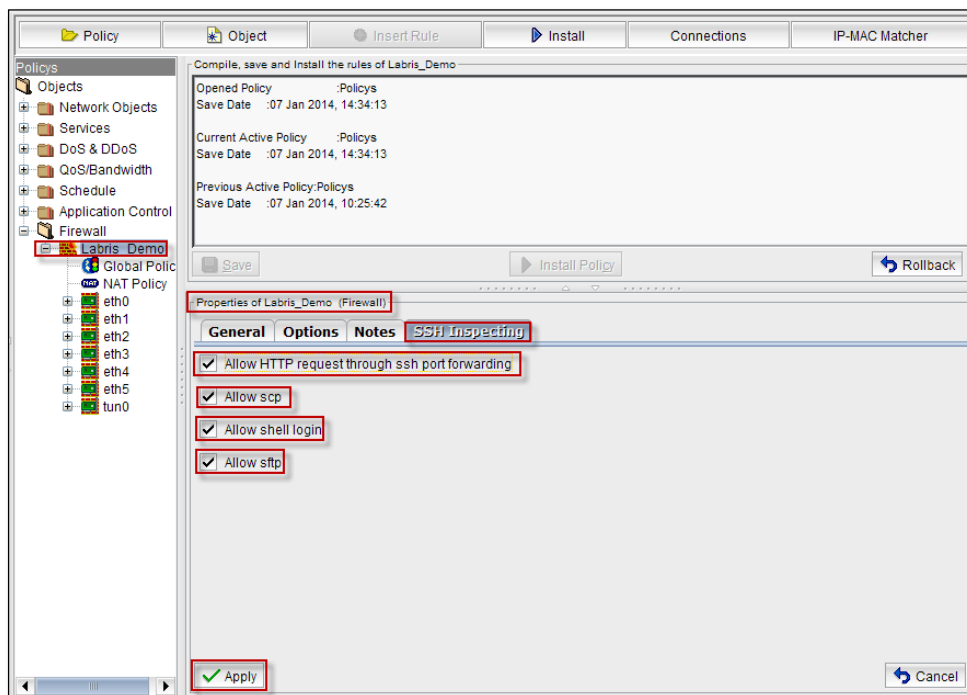 Policy
Object
Insert Rule
Install
Connections
IP-MAC Matcher
Policys
Objects
Network Objects
Services
DoS & DDoS
QoS/Bandwidth
Schedule
Application Control
Firewall
Labris_Demo
Global Polic
NAT Policy
eth0
eth1
eth2
eth3
eth4
eth5
tun0
Compile, save and Install the rules of Labris_Demo
Opened Policy :Policys
Save Date :07 Jan 2014, 14:34:13
Current Active Policy :Policys
Save Date :07 Jan 2014, 14:34:13
Previous Active Policy:Policys
Save Date :07 Jan 2014, 10:25:42
Save
Install Policy
Rollback
Properties of Labris_Demo (Firewall)
General Options Notes SSH Inspecting
Allow HTTP request through ssh port forwarding
Allow scp
Allow shell login
Allow sftp
Apply
Cancel